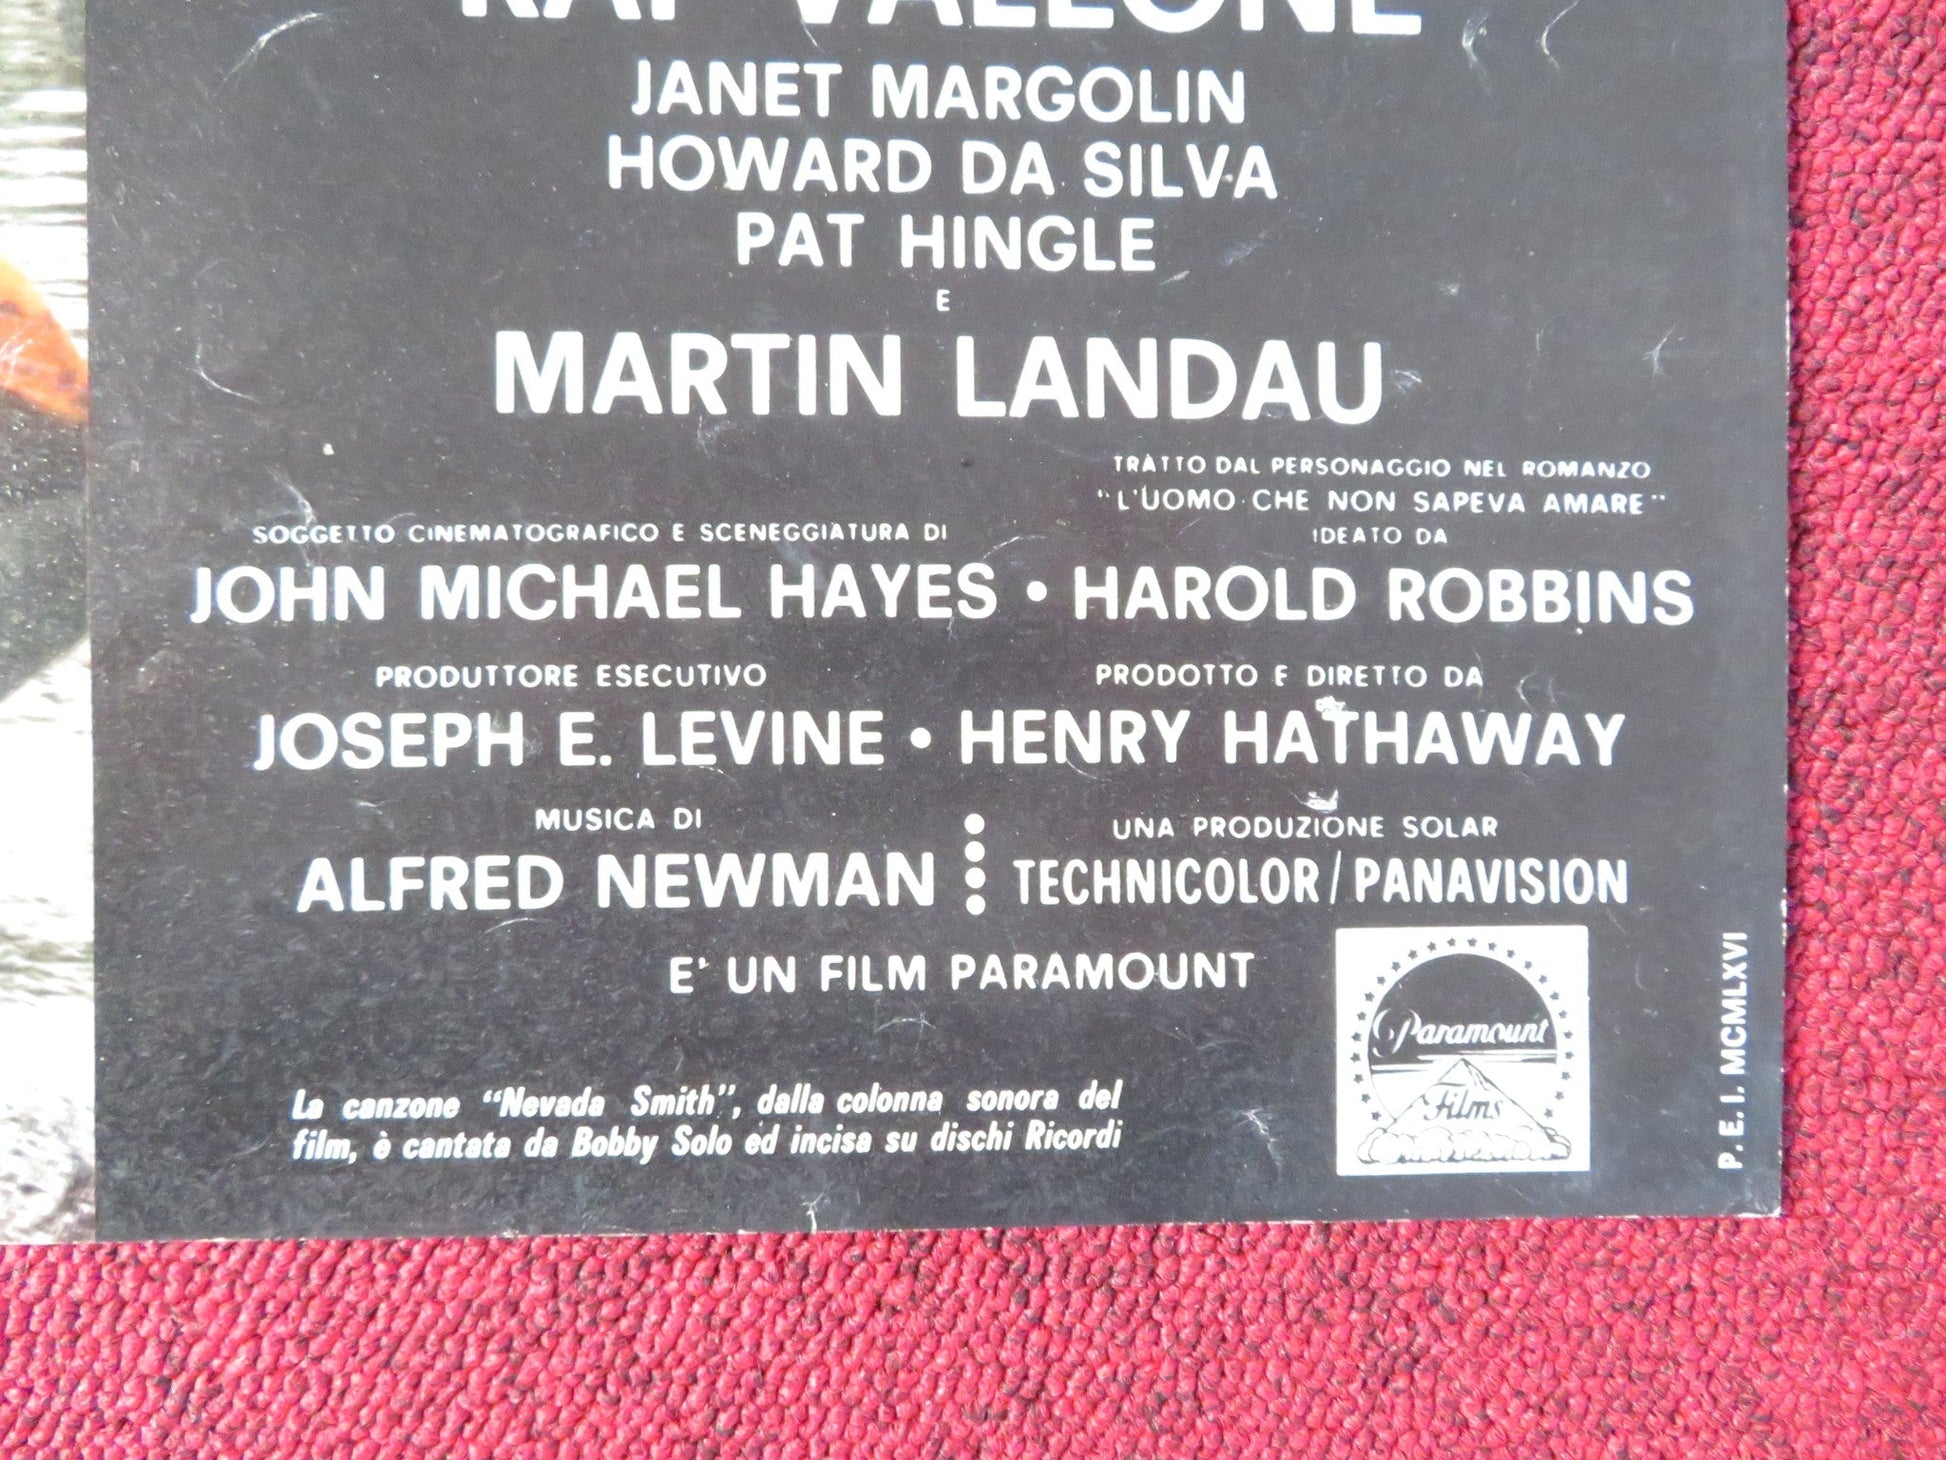 RAF VALLONE
JANET MARGOLIN
HOWARD DA SILVA
PAT HINGLE
E
MARTIN LANDAU
SOGGETTO CINEMATOGRAFICO E SCENEGGIATURA DI
JOHN MICHAEL HAYES •
TRATTO DAL PERSONAGGIO NEL ROMANZO
"L'UOMO CHE NON SAPEVA AMARE"
IDEATO DA
HAROLD ROBBINS
PRODUTTORE ESECUTIVO
JOSEPH E. LEVINE •
PRODOTTO E DIRETTO DA
HENRY HATHAWAY
MUSICA DI
ALFRED NEWMAN
UNA PRODUZIONE SOLAR
TECHNICOLOR / PANAVISION
E' UN FILM PARAMOUNT
Paramount
Films
La canzone "Nevada Smith", dalla colonna sonora del
film, è cantata da Bobby Solo ed incisa su dischi Ricordi
P. E. I. MCMLXVI